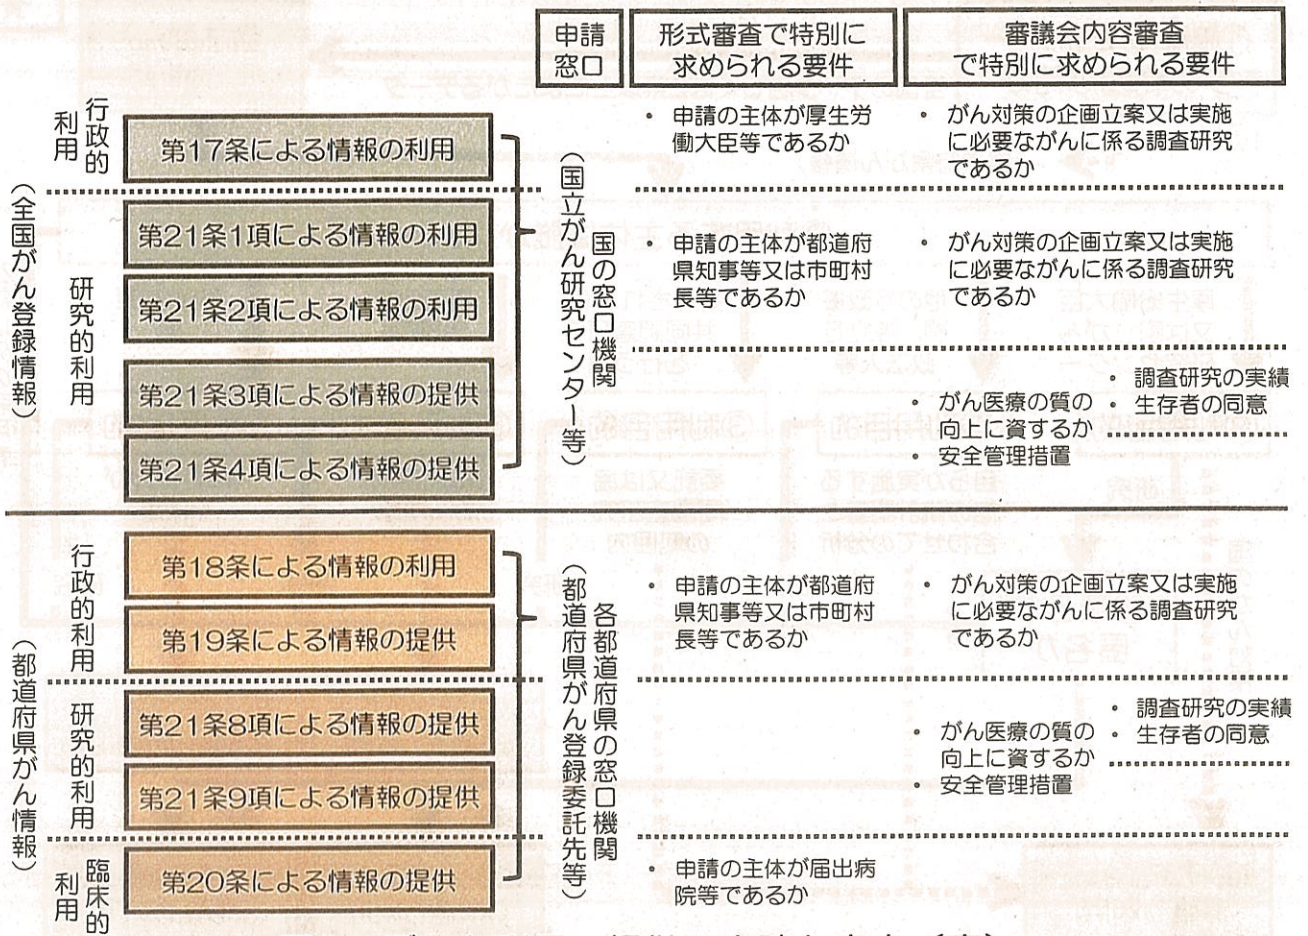 申請
窓口
形式審査で特別に
求められる要件
審議会内容審査
で特別に求められる要件
（全国がん登録情報）
行政的
利用
第17条による情報の利用
研究的利用
第21条1項による情報の利用
第21条2項による情報の利用
第21条3項による情報の提供
第21条4項による情報の提供
国の窓口機関
（国立がん研究センター等）
・ 申請の主体が厚生労
働大臣等であるか
・ がん対策の企画立案又は実施
に必要ながんに係る調査研究
であるか
・ 申請の主体が都道府
県知事等又は市町村
長等であるか
・ がん対策の企画立案又は実施
に必要ながんに係る調査研究
であるか
・ がん医療の質の
向上に資するか
・ 安全管理措置
・ 調査研究の実績
・ 生存者の同意
（都道府県がん情報）
行政的利用
第18条による情報の利用
第19条による情報の提供
研究的利用
第21条8項による情報の提供
第21条9項による情報の提供
臨床的
利用
第20条による情報の提供
各都道府県の窓口機関
（都道府県がん登録委託先等）
・ 申請の主体が都道府
県知事等又は市町村
長等であるか
・ がん対策の企画立案又は実施
に必要ながんに係る調査研究
であるか
・ がん医療の質の
向上に資するか
・ 安全管理措置
・ 調査研究の実績
・ 生存者の同意
・ 申請の主体が届出病
院等であるか